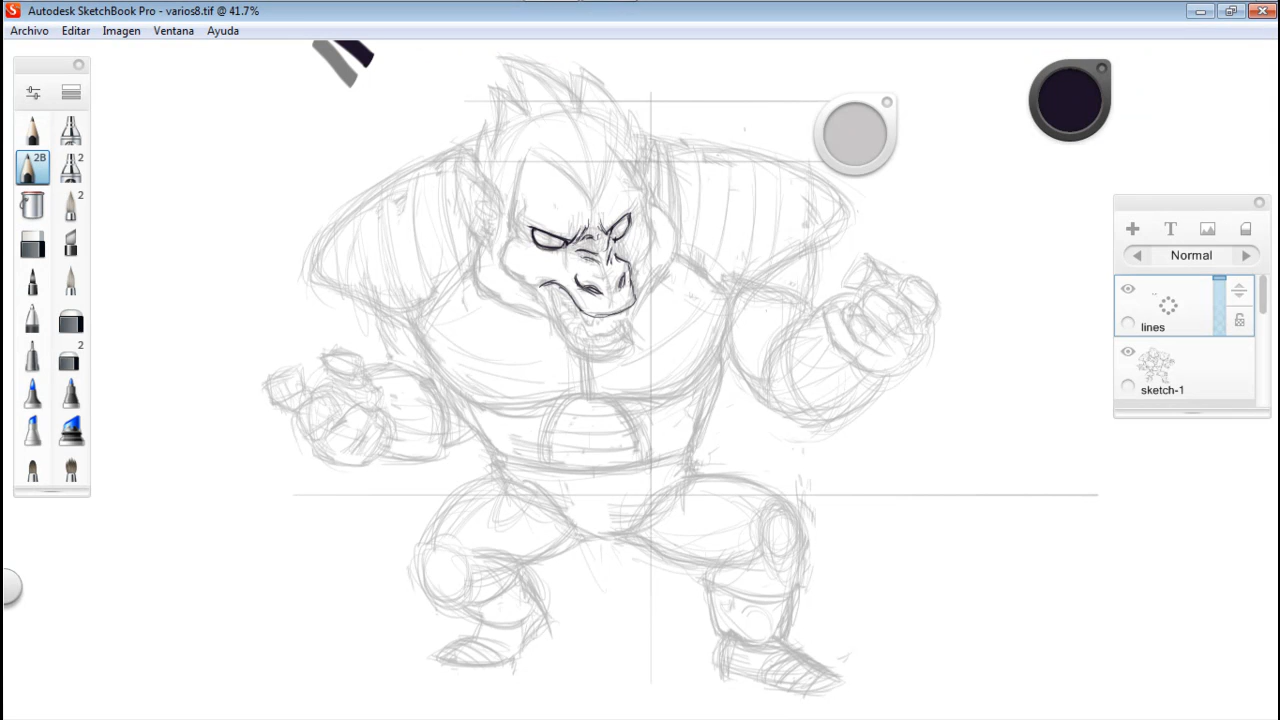 Autodesk SketchBook Pro - varios8.tif @ 41.7%
Archivo Editar Imagen Ventana Ayuda
2B
2
2
2
T
Normal
lines
sketch-1